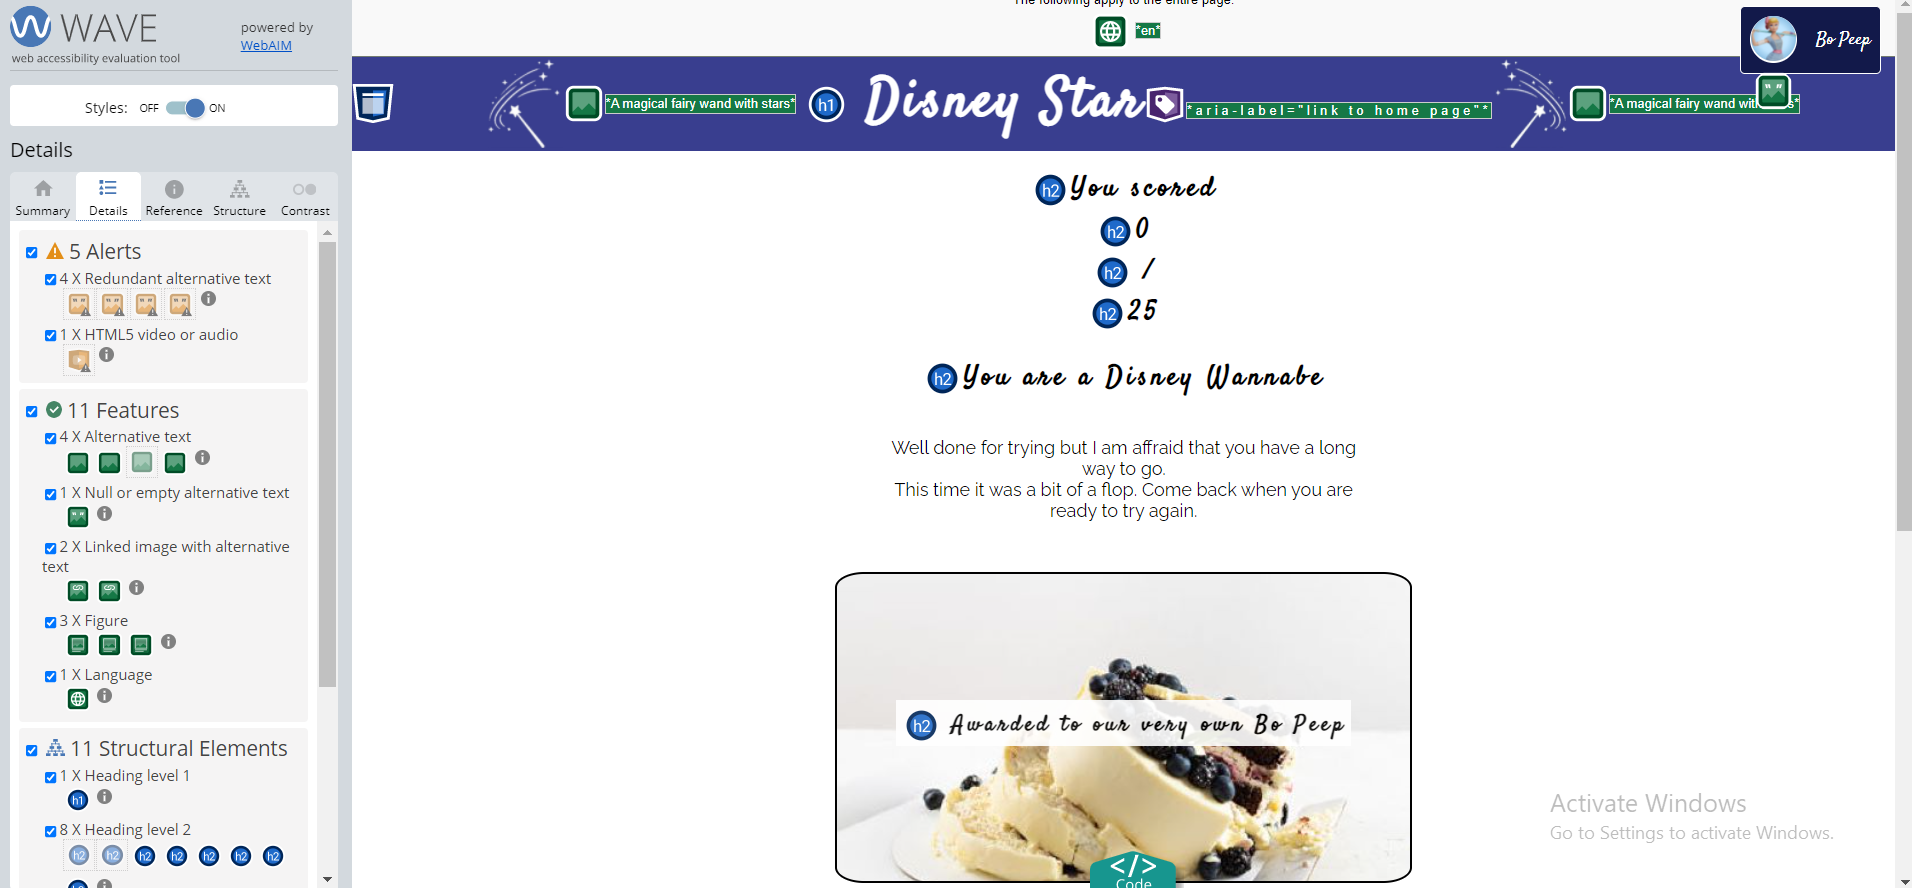 WAVE
powered by
WebAIM
web accessibility evaluation tool
Styles: OFF ON
Details
Summary Details Reference Structure Contrast
5 Alerts
4 X Redundant alternative text
1 X HTML5 video or audio
11 Features
4 X Alternative text
1 X Null or empty alternative text
2 X Linked image with alternative
text
3 X Figure
1 X Language
11 Structural Elements
1 X Heading level 1
h1
8 X Heading level 2
h2 h2 h2 h2 h2 h2 h2
The following apply to the entire page:
*en*
Bo Peep
*A magical fairy wand with stars* h1 Disney Star *aria-label="link to home page"* *A magical fairy wand with s*
h2 You scored
h2 0
h2 /
h2 25
h2 You are a Disney Wannabe
Well done for trying but I am affraid that you have a long
way to go.
This time it was a bit of a flop. Come back when you are
ready to try again.
h2 Awarded to our very own Bo Peep
</> Code
Activate Windows
Go to Settings to activate Windows.